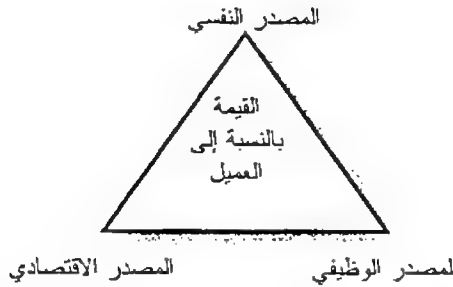 المصدر النفسي
القيمة
بالنسبة إلى
العميل
لمصدر الوظيفي
المصدر الاقتصادي